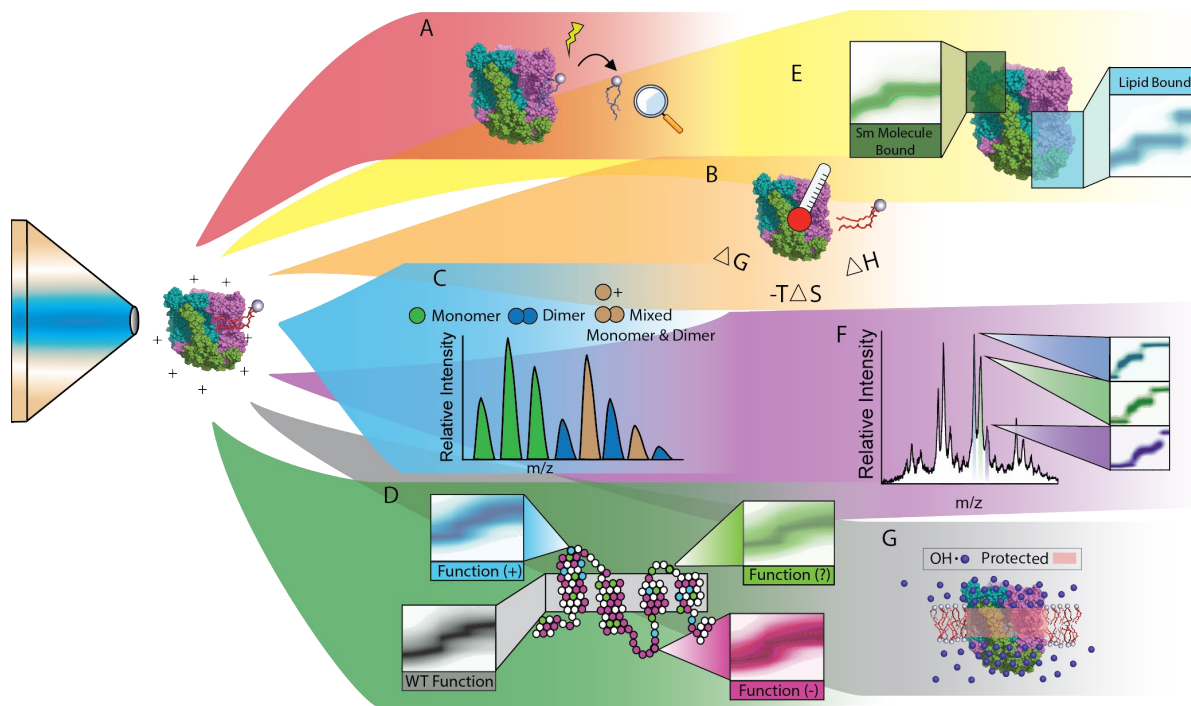 A
E
Lipid Bound
Sm Molecule
Bound
B
△G
△H
-T△S
C
+
Monomer
Dimer
Mixed
Monomer & Dimer
Relative Intensity
m/z
F
Relative Intensity
m/z
D
Function (+)
Function (?)
WT Function
Function (-)
G
OH• Protected
+
+
+
+
+
+
+